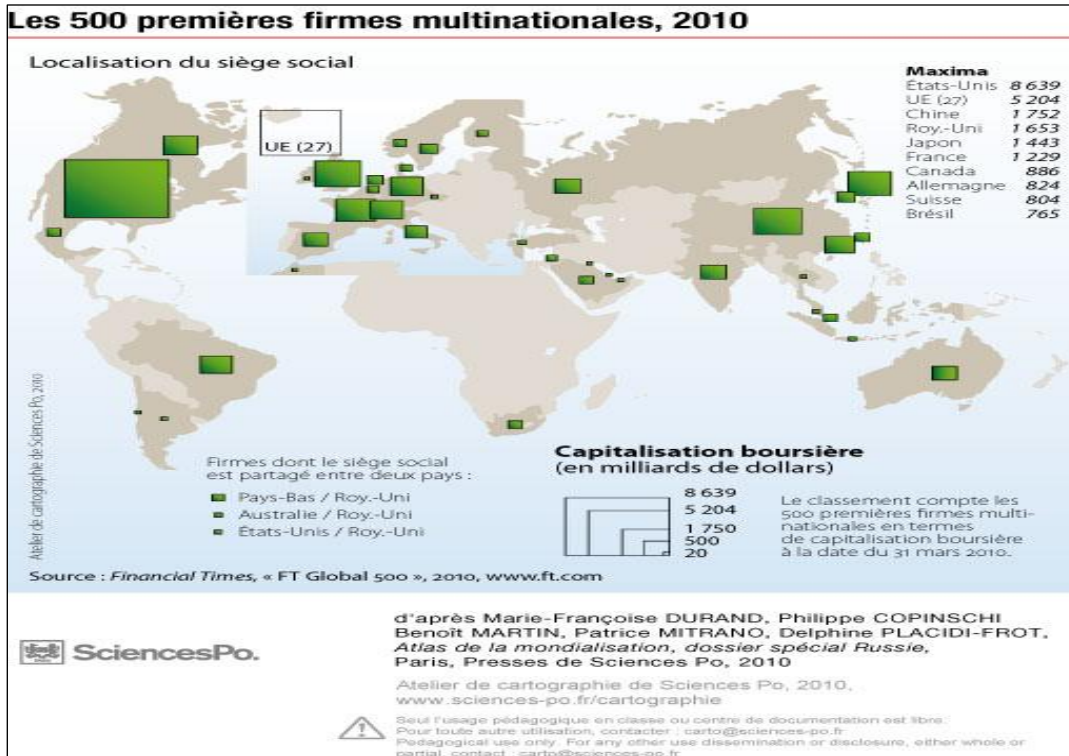 Les 500 premières firmes multinationales, 2010
Localisation du siège social
UE (27)
Maxima
États-Unis 8 639
UE (27) 5 204
Chine 1 752
Roy.-Uni 1 653
Japon 1 443
France 1 229
Canada 886
Allemagne 824
Suisse 804
Brésil 765
Atelier de cartographie de Sciences Po, 2010
Firmes dont le siège social
est partagé entre deux pays :
Pays-Bas / Roy.-Uni
Australie / Roy.-Uni
États-Unis / Roy.-Uni
Capitalisation boursière
(en milliards de dollars)
8 639
5 204
1 750
500
20
Le classement compte les
500 premières firmes multi-
nationales en termes
de capitalisation boursière
à la date du 31 mars 2010.
Source : Financial Times, « FT Global 500 », 2010, www.ft.com
SciencesPo.
d'après Marie-Françoise DURAND, Philippe COPINSCHI
Benoît MARTIN, Patrice MITRANO, Delphine PLACIDI-FROT,
Atlas de la mondialisation, dossier spécial Russie,
Paris, Presses de Sciences Po, 2010
Atelier de cartographie de Sciences Po, 2010,
www.sciences-po.fr/cartographie
Seul l'usage pédagogique en classe ou centre de documentation est libre.
Pour toute autre utilisation, contacter : carto@sciences-po.fr
Pedagogical use only. For any other use dissemination or disclosure, either whole or
partial, contact : carto@sciences-po.fr